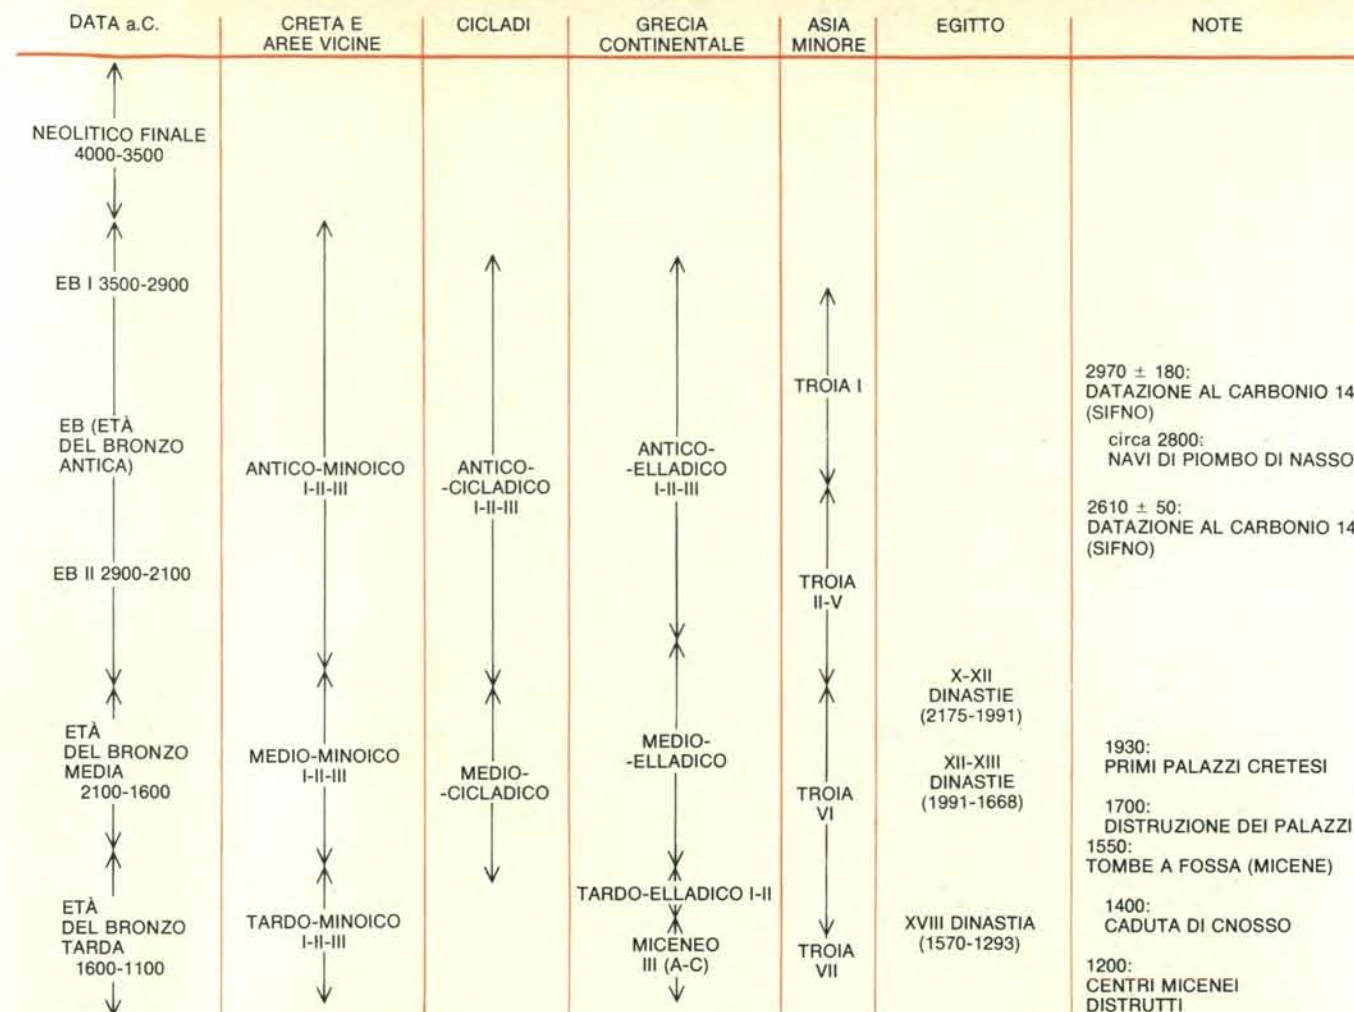 DATA a.C.
CRETA E
AREE VICINE
CICLADI
GRECIA
CONTINENTALE
ASIA
MINORE
EGITTO
NOTE
NEOLITICO FINALE
4000-3500
EB I 3500-2900
EB (ETÀ
DEL BRONZO
ANTICA)
EB II 2900-2100
ETÀ
DEL BRONZO
MEDIA
2100-1600
ETÀ
DEL BRONZO
TARDA
1600-1100
ANTICO-MINOICO
I-II-III
MEDIO-MINOICO
I-II-III
TARDO-MINOICO
I-II-III
ANTICO-
-CICLADICO
I-II-III
MEDIO-
-CICLADICO
ANTICO-
-ELLADICO
I-II-III
MEDIO-
-ELLADICO
TARDO-ELLADICO I-II
MICENEO
III (A-C)
TROIA I
TROIA
II-V
TROIA
VI
TROIA
VII
X-XII
DINASTIE
(2175-1991)
XII-XIII
DINASTIE
(1991-1668)
XVIII DINASTIA
(1570-1293)
2970 ± 180:
DATAZIONE AL CARBONIO 14
(SIFNO)
circa 2800:
NAVI DI PIOMBO DI NASSO
2610 ± 50:
DATAZIONE AL CARBONIO 14
(SIFNO)
1930:
PRIMI PALAZZI CRETESI
1700:
DISTRUZIONE DEI PALAZZI
1550:
TOMBE A FOSSA (MICENE)
1400:
CADUTA DI CNOSSO
1200:
CENTRI MICENEI
DISTRUTTI